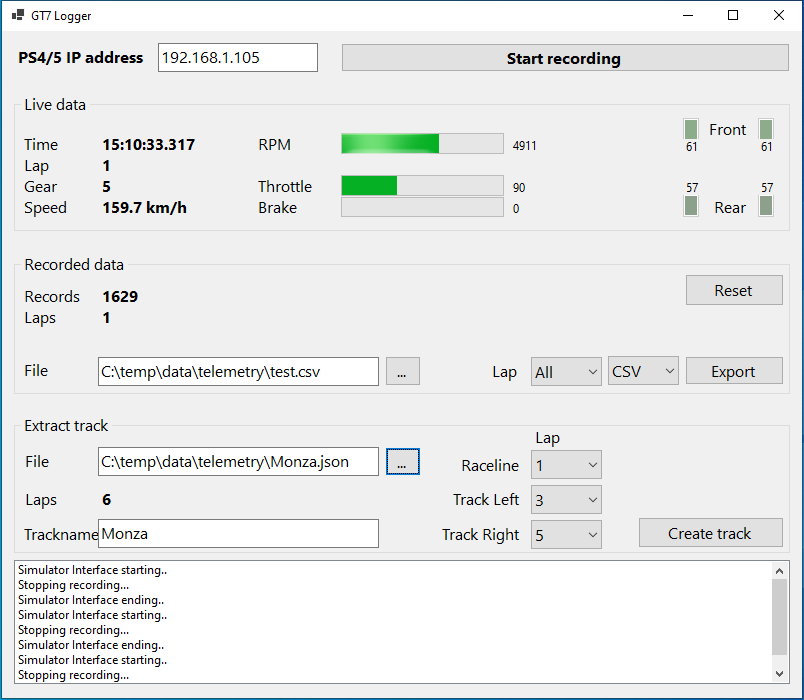 GT7 Logger
PS4/5 IP address 192.168.1.105 Start recording
Live data
Time 15:10:33.317 RPM 4911 Front
61 61
Lap 1
Gear 5 Throttle 90 57 57
Speed 159.7 km/h Brake 0 Rear
Recorded data
Records 1629 Reset
Laps 1
File C:\temp\data\telemetry\test.csv ... Lap All CSV Export
Extract track
Lap
File C:\temp\data\telemetry\Monza.json ... Raceline 1
Laps 6 Track Left 3
Trackname Monza Track Right 5 Create track
Simulator Interface starting..
Stopping recording...
Simulator Interface ending..
Simulator Interface starting..
Stopping recording...
Simulator Interface ending..
Simulator Interface starting..
Stopping recording...